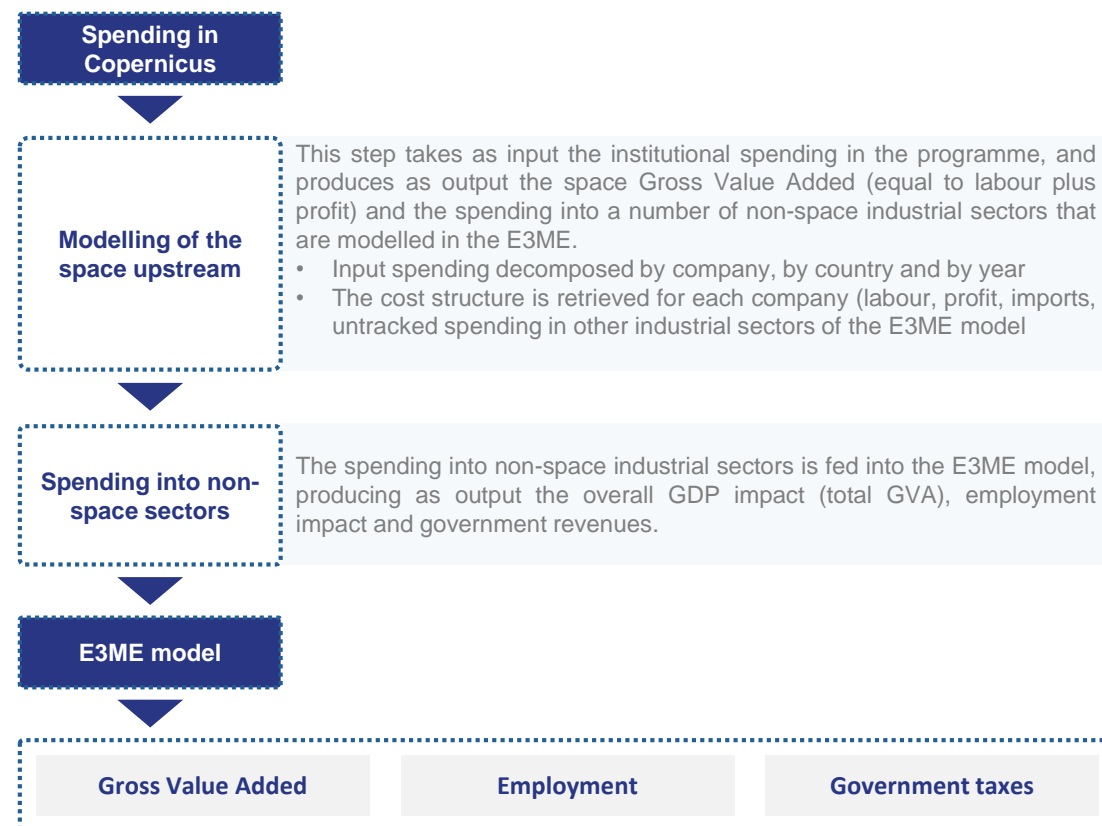 Spending in
Copernicus
Modelling of the
space upstream
This step takes as input the institutional spending in the programme, and
produces as output the space Gross Value Added (equal to labour plus
profit) and the spending into a number of non-space industrial sectors that
are modelled in the E3ME.
• Input spending decomposed by company, by country and by year
• The cost structure is retrieved for each company (labour, profit, imports,
untracked spending in other industrial sectors of the E3ME model
Spending into non-
space sectors
The spending into non-space industrial sectors is fed into the E3ME model,
producing as output the overall GDP impact (total GVA), employment
impact and government revenues.
E3ME model
Gross Value Added
Employment
Government taxes